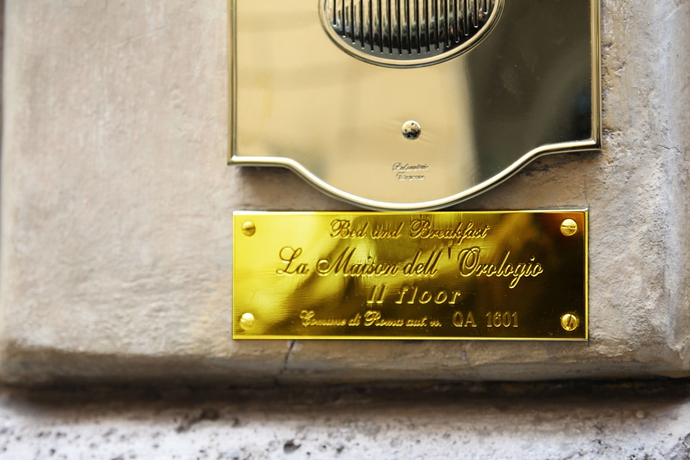 Bed and Breakfast
La Maison dell'Orologio
II floor
Comune di Roma aut. n. QA 1601